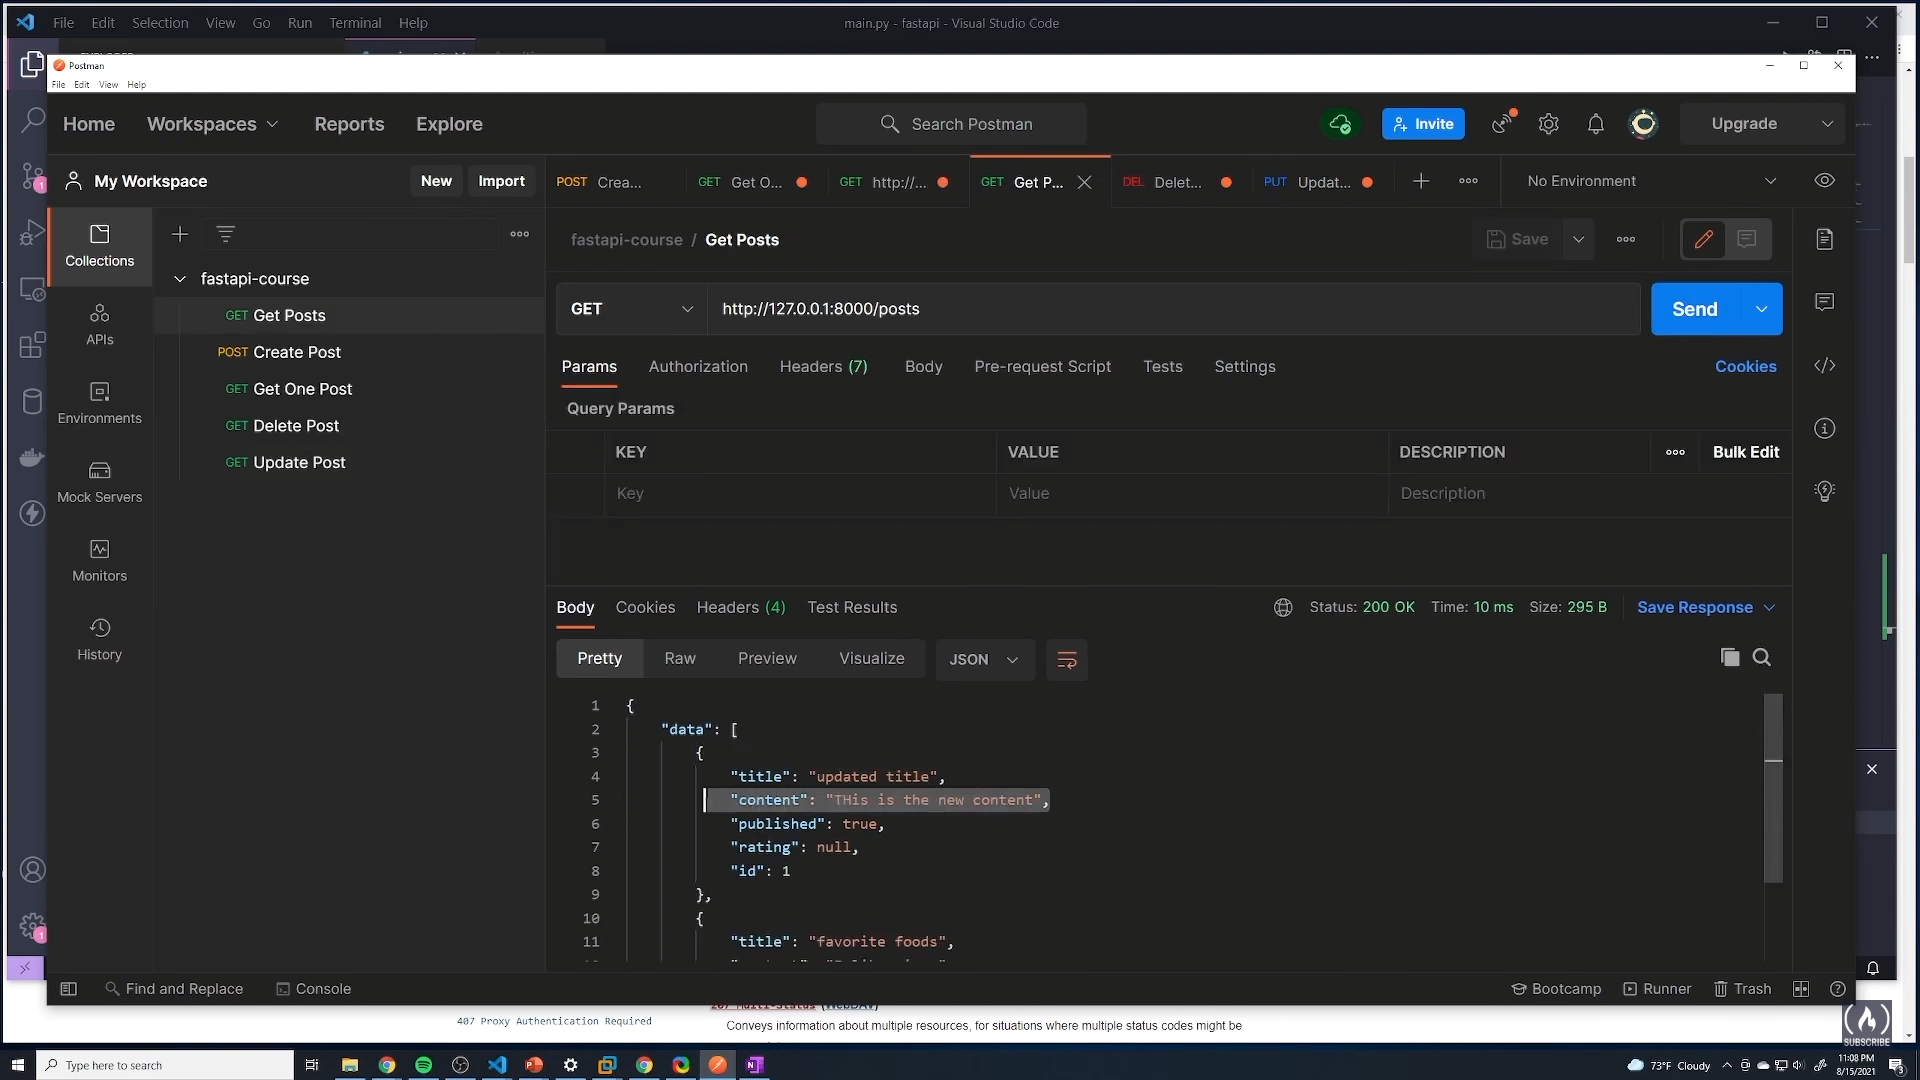 File Edit Selection View Go Run Terminal Help
main.py - fastapi - Visual Studio Code
Postman
File Edit View Help
Home Workspaces Reports Explore
Search Postman
Invite
Upgrade
My Workspace
New Import
POST Crea...
GET Get O...
GET http://...
GET Get P...
DEL Delet...
PUT Updat...
No Environment
Collections
APIs
Environments
Mock Servers
Monitors
History
fastapi-course
GET Get Posts
POST Create Post
GET Get One Post
GET Delete Post
GET Update Post
fastapi-course / Get Posts
Save
GET http://127.0.0.1:8000/posts
Send
Params Authorization Headers (7) Body Pre-request Script Tests Settings Cookies
Query Params
KEY VALUE DESCRIPTION Bulk Edit
Key Value Description
Body Cookies Headers (4) Test Results
Status: 200 OK Time: 10 ms Size: 295 B Save Response
Pretty Raw Preview Visualize JSON
1 {
2 "data": [
3 {
4 "title": "updated title",
5 "content": "THis is the new content",
6 "published": true,
7 "rating": null,
8 "id": 1
9 },
10 {
11 "title": "favorite foods",
Find and Replace Console
Bootcamp Runner Trash
407 Proxy Authentication Required
207 Multi-Status (WebDAV)
Conveys information about multiple resources, for situations where multiple status codes might be
SUBSCRIBE
Type here to search
73°F Cloudy
11:08 PM
8/15/2021